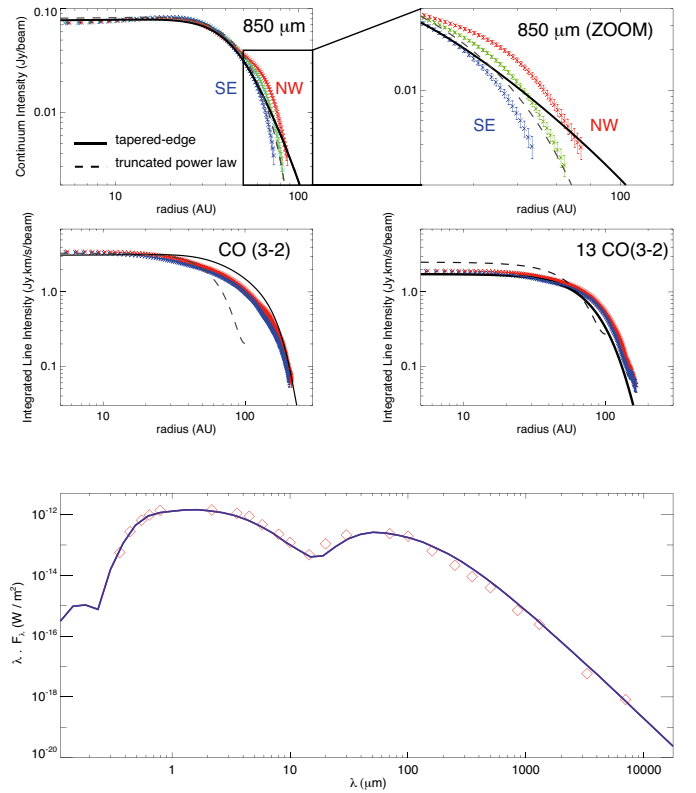 Continuum Intensity (Jy/beam)
0.10
0.01
850 μm
SE
NW
tapered-edge
truncated power law
10
100
radius (AU)
850 μm (ZOOM)
0.01
SE
NW
100
radius (AU)
Integrated Line Intensity (Jy.km/s/beam)
1.0
0.1
CO (3-2)
10
100
radius (AU)
Integrated Line Intensity (Jy.km/s/beam)
1.0
0.1
13 CO(3-2)
10
100
radius (AU)
λ . Fλ (W / m²)
10⁻¹²
10⁻¹⁴
10⁻¹⁶
10⁻¹⁸
10⁻²⁰
1
10
100
1000
10000
λ (μm)